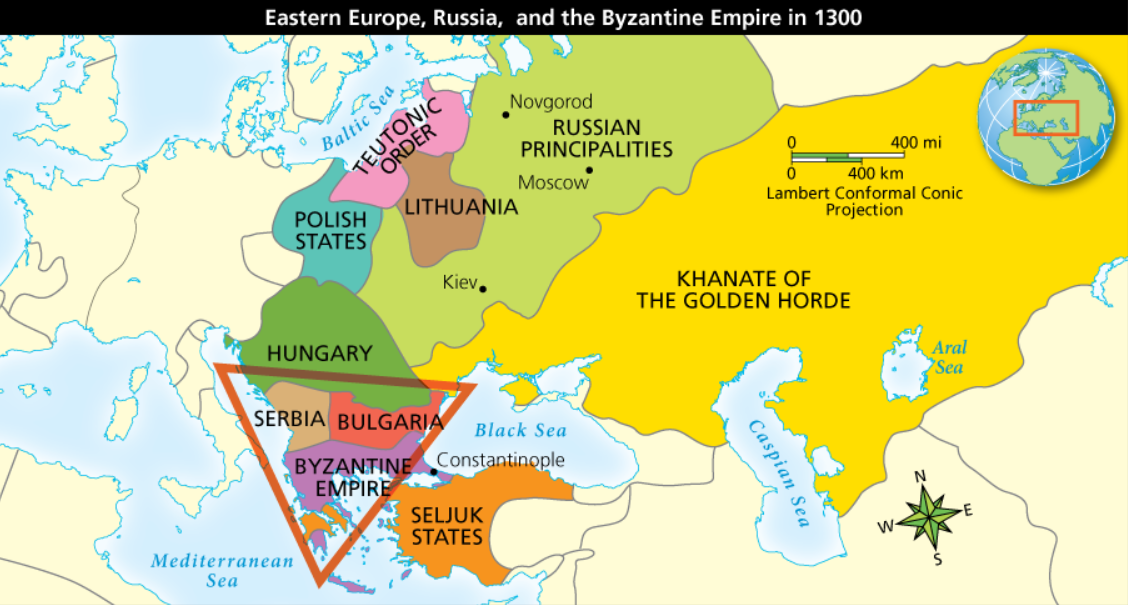 Eastern Europe, Russia, and the Byzantine Empire in 1300
Novgorod
RUSSIAN
PRINCIPALITIES
Moscow
Baltic Sea
TEUTONIC
ORDER
LITHUANIA
POLISH
STATES
Kiev
0 400 mi
0 400 km
Lambert Conformal Conic
Projection
KHANATE OF
THE GOLDEN HORDE
HUNGARY
Aral
Sea
SERBIA
BULGARIA
Black Sea
Caspian Sea
BYZANTINE
EMPIRE
Constantinople
SELJUK
STATES
Mediterranean
Sea
N
W E
S